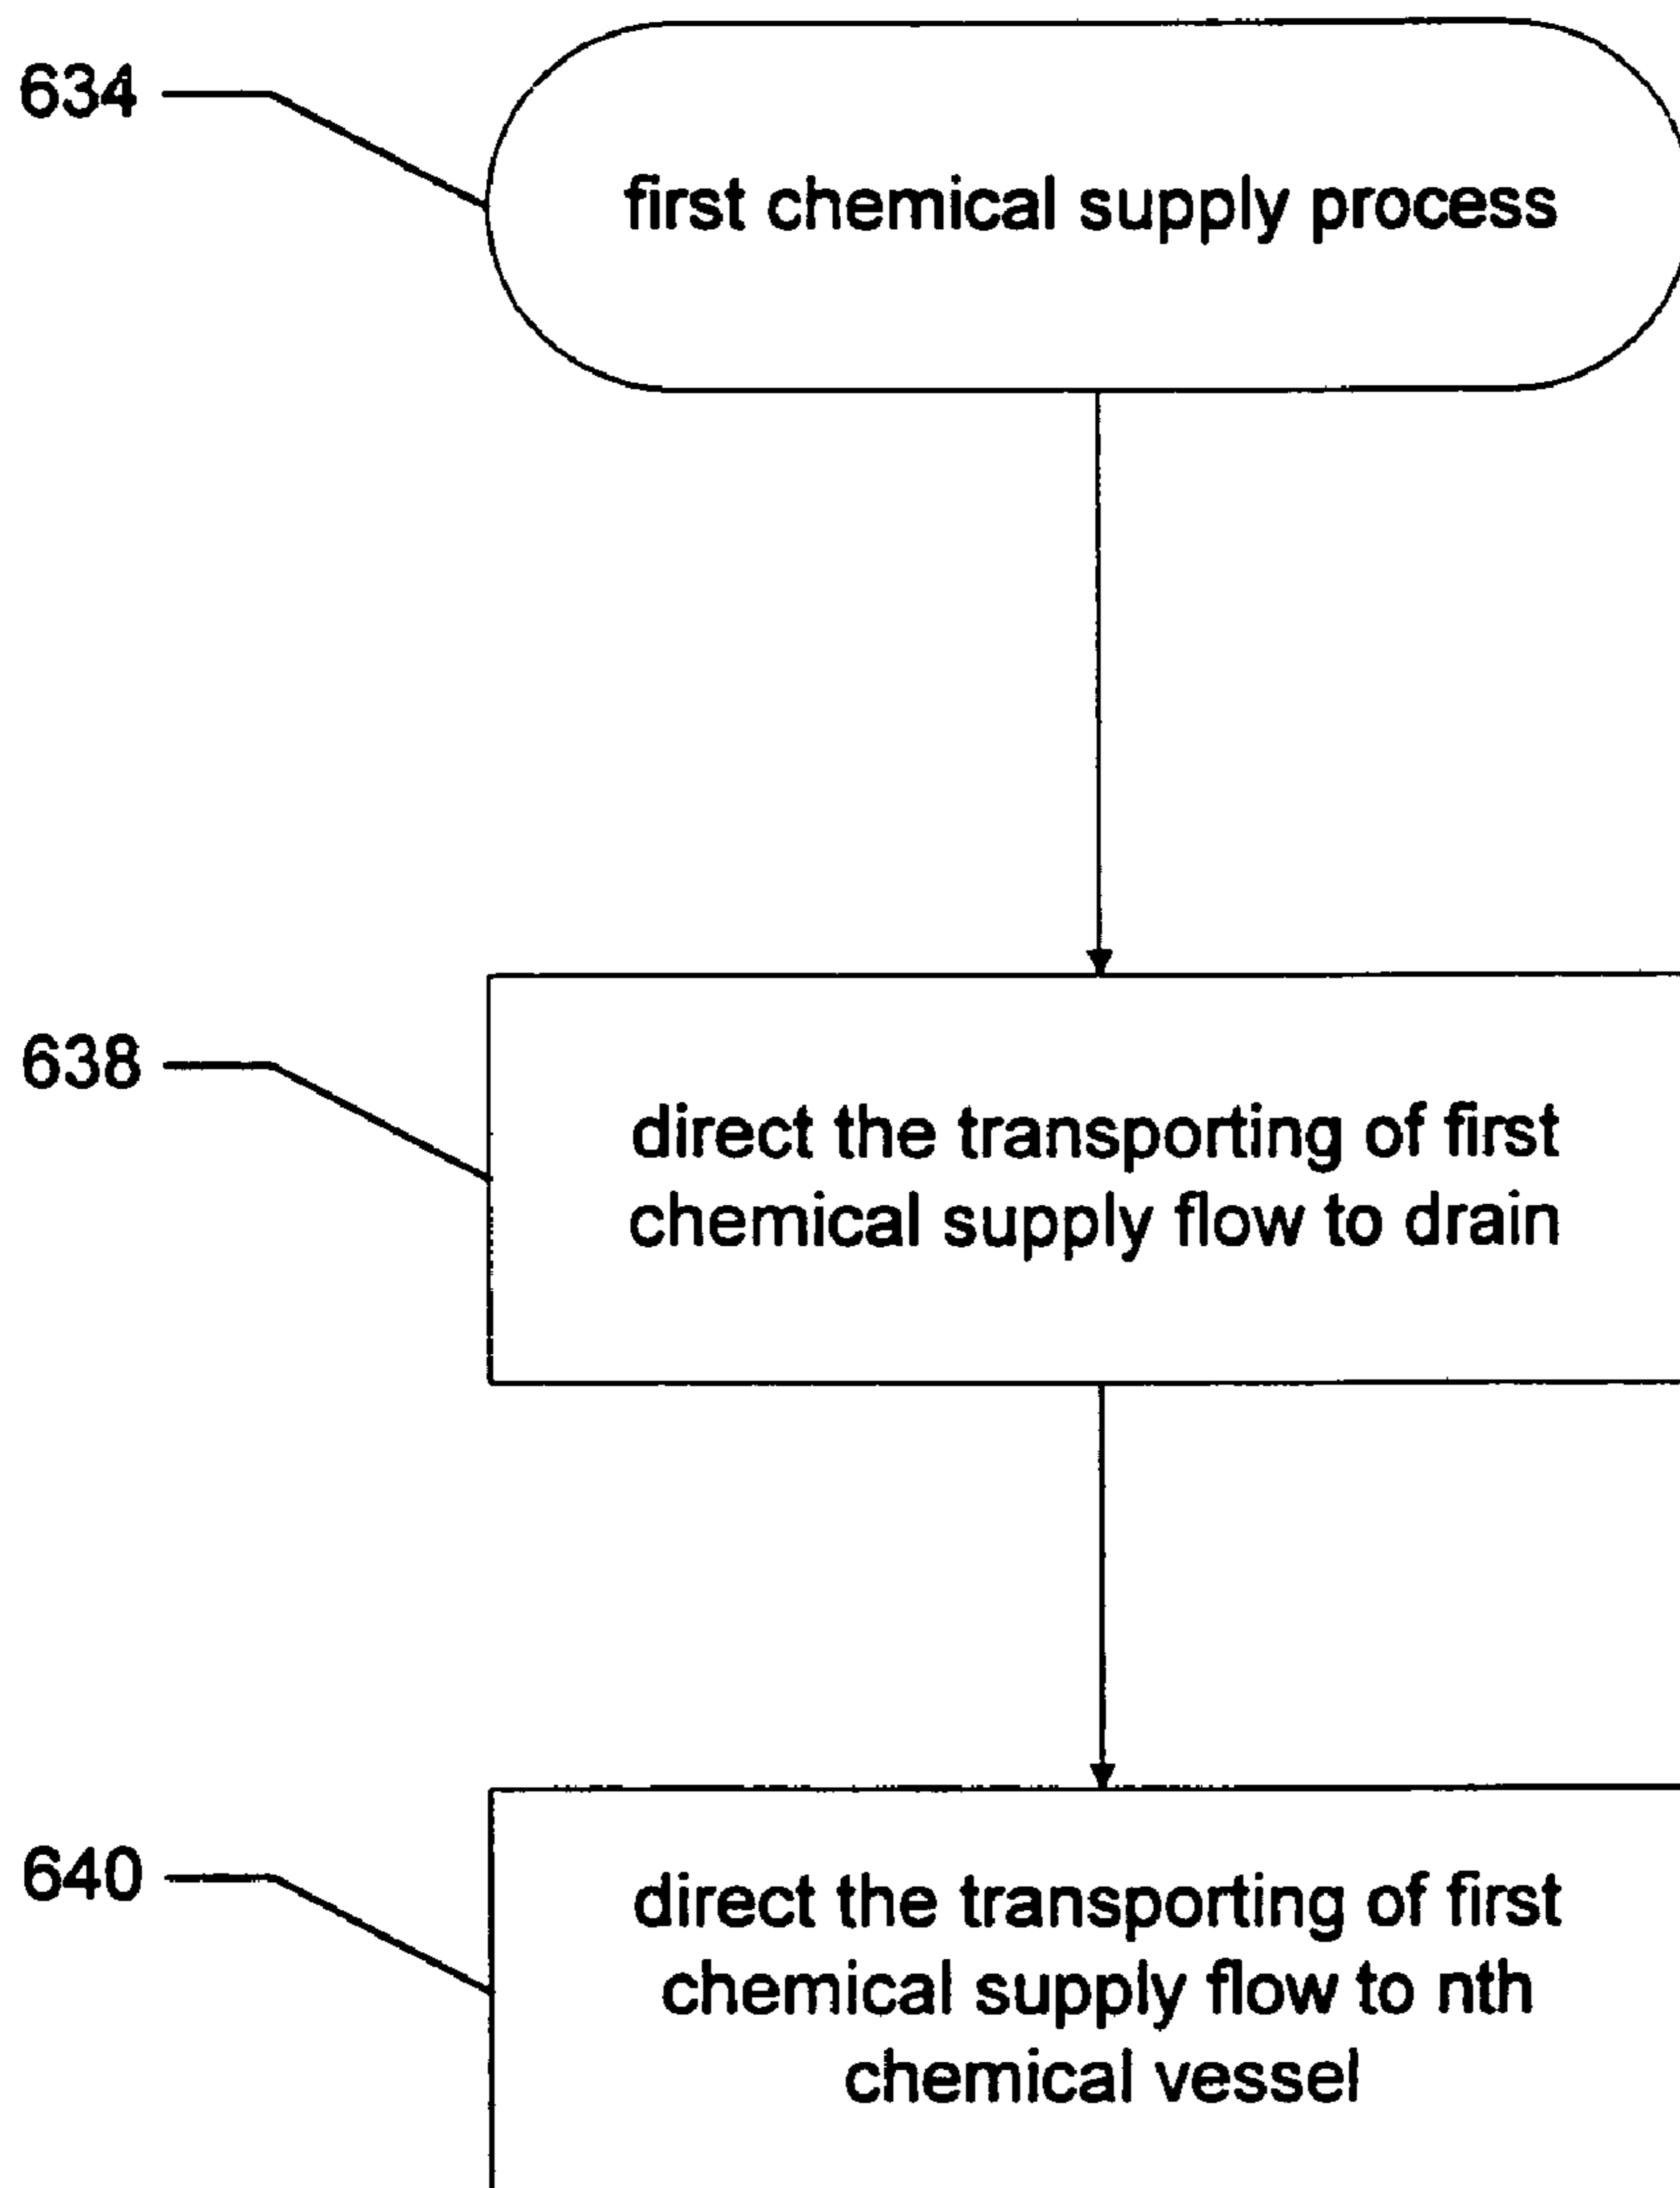 634
first chemical supply process
638
direct the transporting of first
chemical supply flow to drain
640
direct the transporting of first
chemical supply flow to nth
chemical vessel